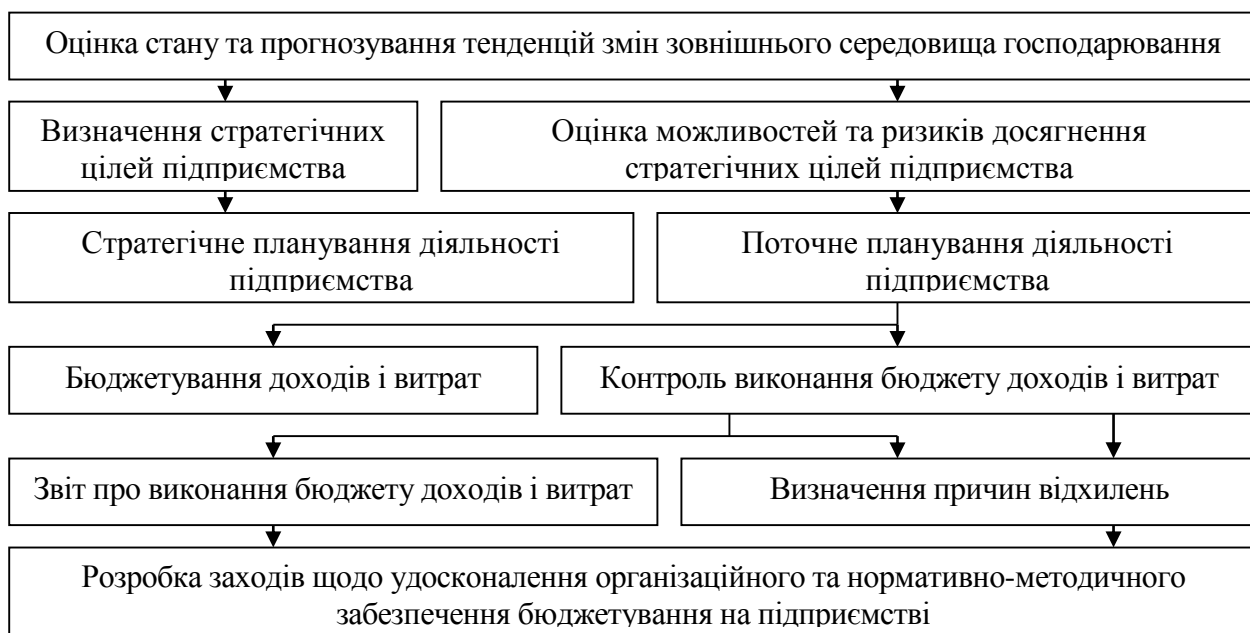 Оцінка стану та прогнозування тенденцій змін зовнішнього середовища господарювання
Визначення стратегічних
цілей підприємства
Оцінка можливостей та ризиків досягнення
стратегічних цілей підприємства
Стратегічне планування діяльності
підприємства
Поточне планування діяльності
підприємства
Бюджетування доходів і витрат
Контроль виконання бюджету доходів і витрат
Звіт про виконання бюджету доходів і витрат
Визначення причин відхилень
Розробка заходів щодо удосконалення організаційного та нормативно-методичного
забезпечення бюджетування на підприємстві